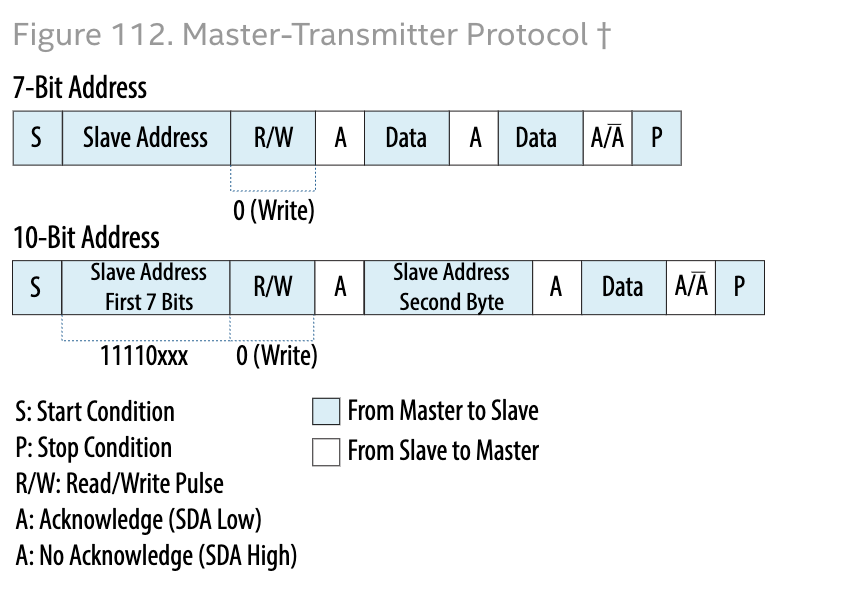 Figure 112. Master-Transmitter Protocol †
7-Bit Address
S Slave Address R/W A Data A Data A/A̅ P
0 (Write)
10-Bit Address
S Slave Address First 7 Bits R/W A Slave Address Second Byte A Data A/A̅ P
11110xxx 0 (Write)
S: Start Condition
P: Stop Condition
R/W: Read/Write Pulse
A: Acknowledge (SDA Low)
A: No Acknowledge (SDA High)
From Master to Slave
From Slave to Master